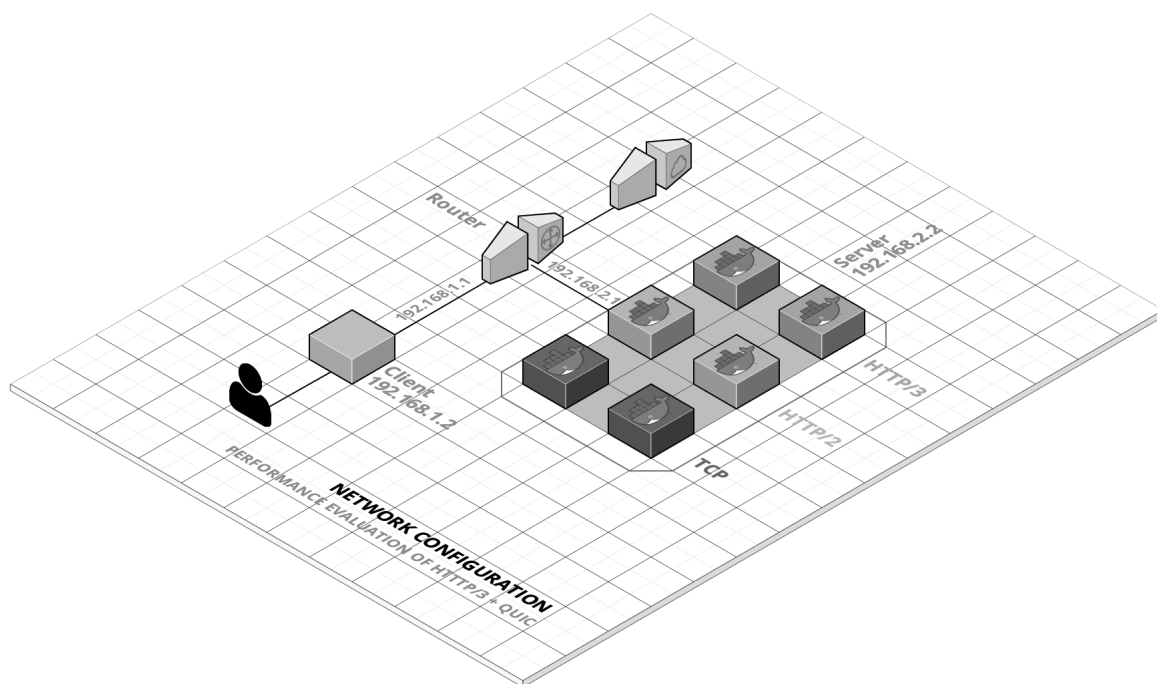 Router
Server
192.168.2.2
192.168.2.1
192.168.1.1
Client
192.168.1.2
HTTP/3
HTTP/2
TCP
NETWORK CONFIGURATION
PERFORMANCE EVALUATION OF HTTTP/3 + QUIC